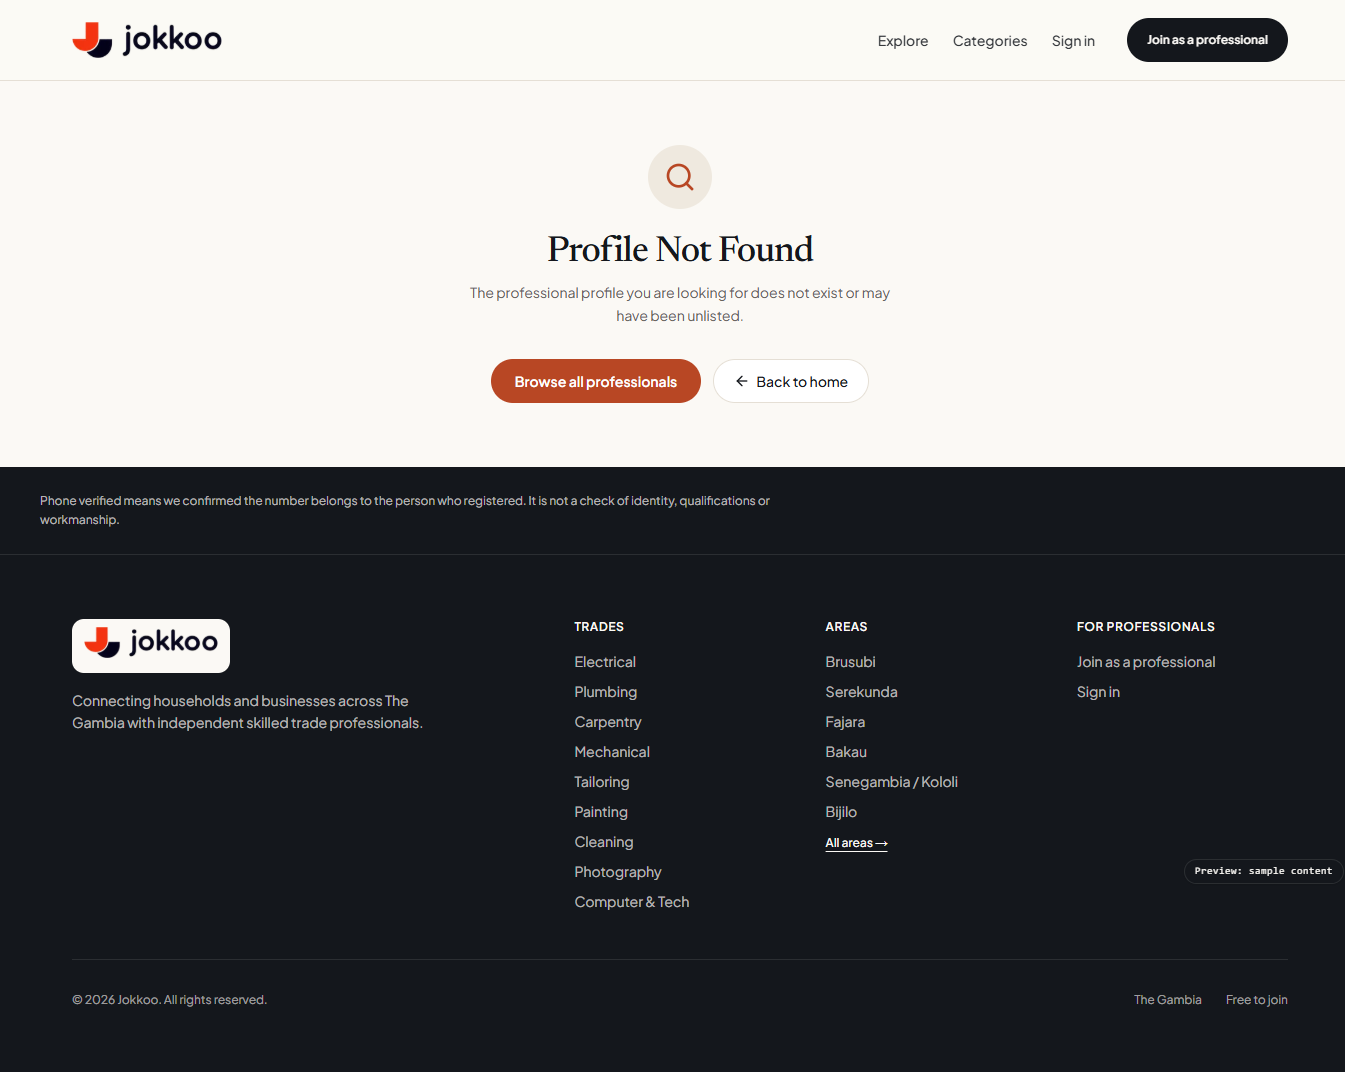 jokkoo
Explore
Categories
Sign in
Join as a professional
Profile Not Found
The professional profile you are looking for does not exist or may
have been unlisted.
Browse all professionals
← Back to home
Phone verified means we confirmed the number belongs to the person who registered. It is not a check of identity, qualifications or
workmanship.
jokkoo
Connecting households and businesses across The
Gambia with independent skilled trade professionals.
TRADES
Electrical
Plumbing
Carpentry
Mechanical
Tailoring
Painting
Cleaning
Photography
Computer & Tech
AREAS
Brusubi
Serekunda
Fajara
Bakau
Senegambia / Kololi
Bijilo
All areas →
FOR PROFESSIONALS
Join as a professional
Sign in
Preview: sample content
© 2026 Jokkoo. All rights reserved.
The Gambia
Free to join